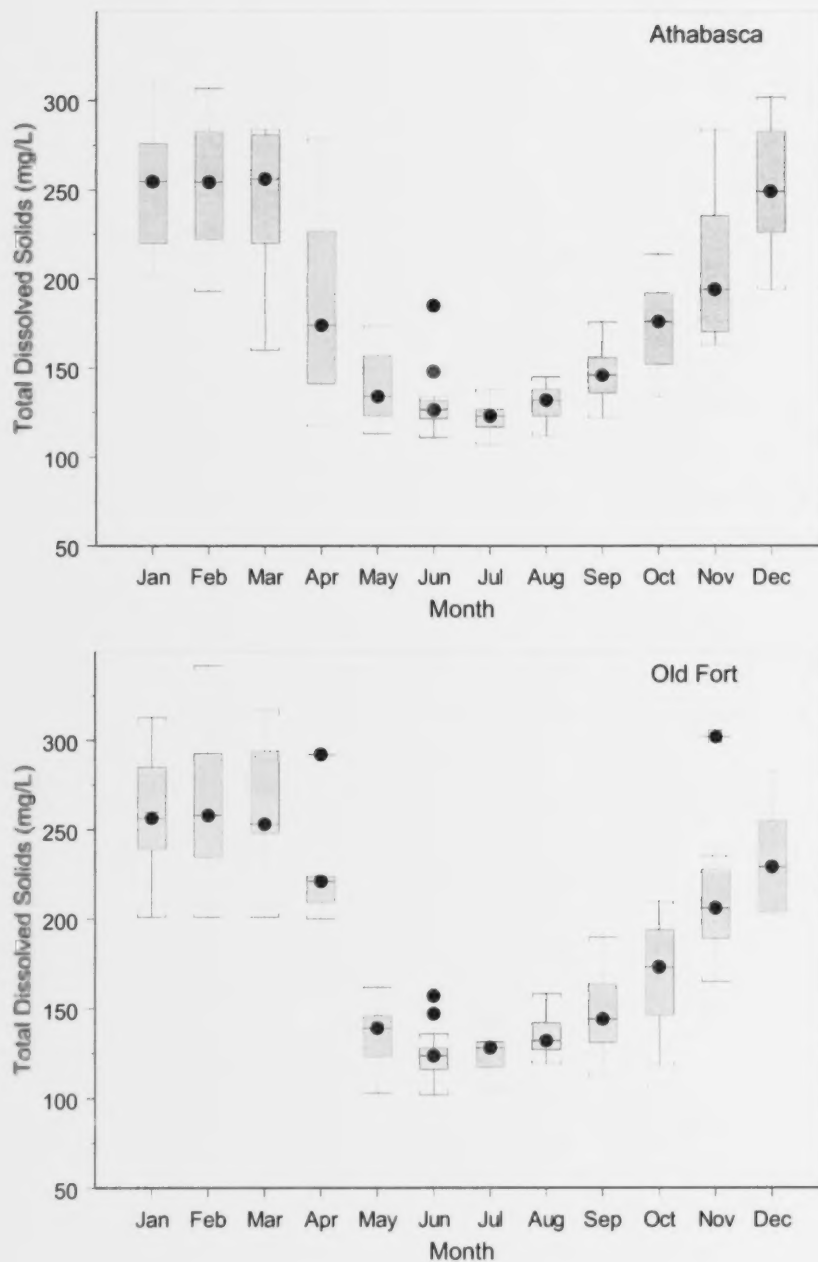 Athabasca
Total Dissolved Solids (mg/L)
300
250
200
150
100
50
Jan Feb Mar Apr May Jun Jul Aug Sep Oct Nov Dec
Month
Old Fort
Total Dissolved Solids (mg/L)
300
250
200
150
100
50
Jan Feb Mar Apr May Jun Jul Aug Sep Oct Nov Dec
Month